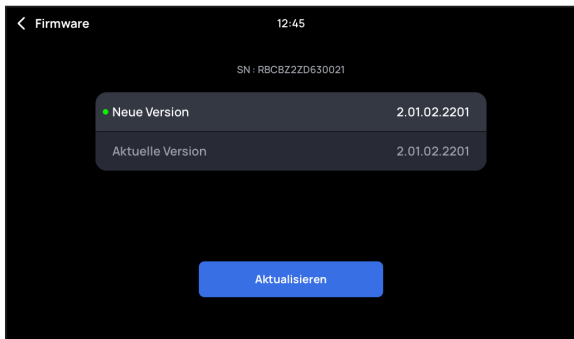 Firmware
12:45
SN : RBCBZ2ZD630021
Neue Version 2.01.02.2201
Aktuelle Version 2.01.02.2201
Aktualisieren